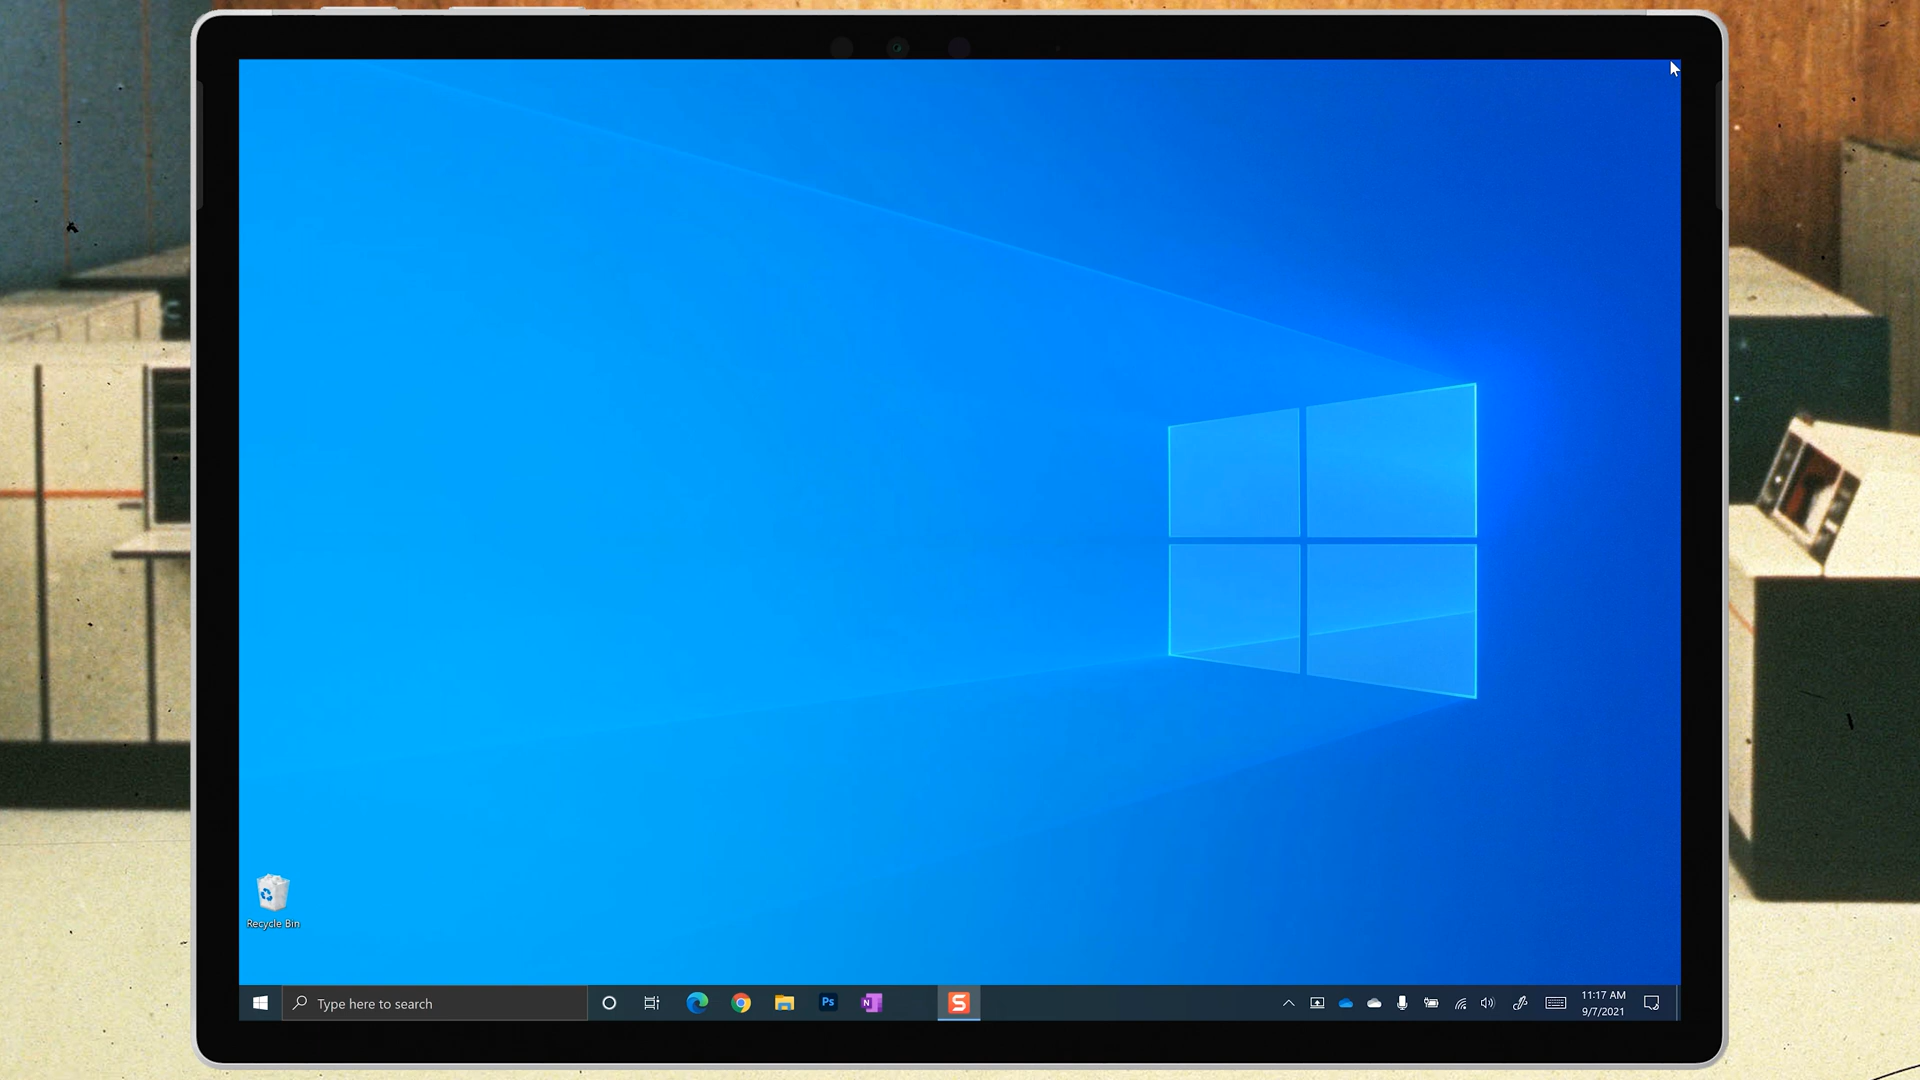 Recycle Bin
Type here to search
Ps
N
S
11:17 AM
9/7/2021